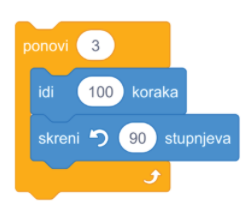 ponovi 3
idi 100 koraka
skreni 90 stupnjeva